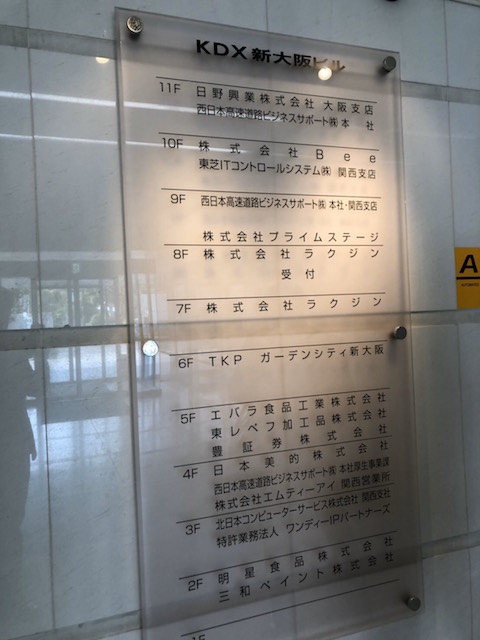 KDX 新大阪ビル
11F 日野興業株式会社 大阪支店
西日本高速道路ビジネスサポート㈱ 本 社
10F 株式会社Bee
東芝ITコントロールシステム㈱ 関西支店
9F 西日本高速道路ビジネスサポート㈱ 本社・関西支店
株式会社プライムステージ
8F 株式会社ラクジン
受付
7F 株式会社ラクジン
6F TKP ガーデンシティ新大阪
5F エバラ食品工業株式会社
東レペフ加工品株式会社
豊証券株式会社
4F 日本美的株式会社
西日本高速道路ビジネスサポート㈱ 本社厚生事業課
株式会社エムティーアイ 関西営業所
3F 北日本コンピューターサービス株式会社 関西支社
特許業務法人 ワンディーIPパートナーズ
2F 明星食品株式会社
三和ペイント株式会社
1F
A